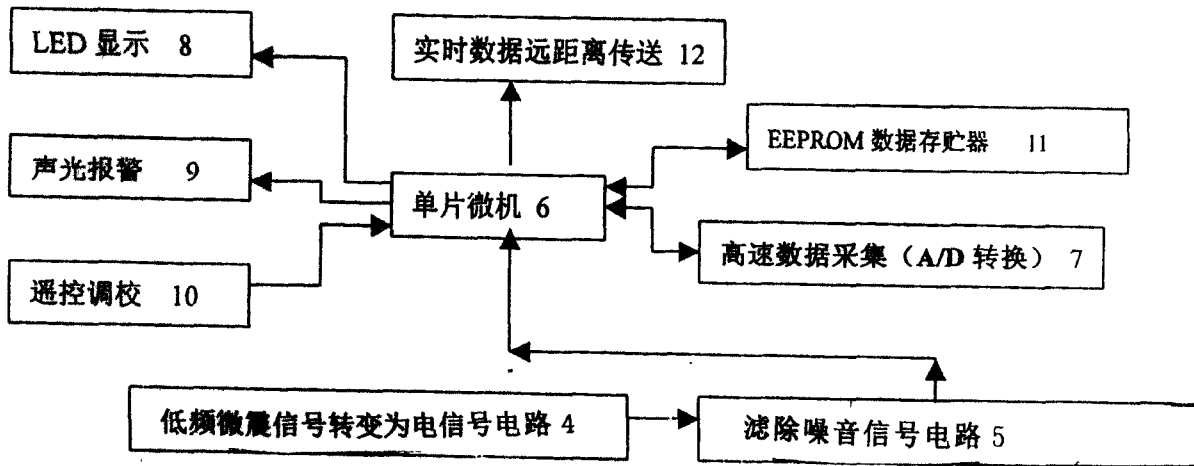 LED 显示 8
实时数据远距离传送 12
EEPROM 数据存贮器 11
声光报警 9
单片微机 6
高速数据采集（A/D 转换） 7
遥控调校 10
低频微震信号转变为电信号电路 4
滤除噪音信号电路 5